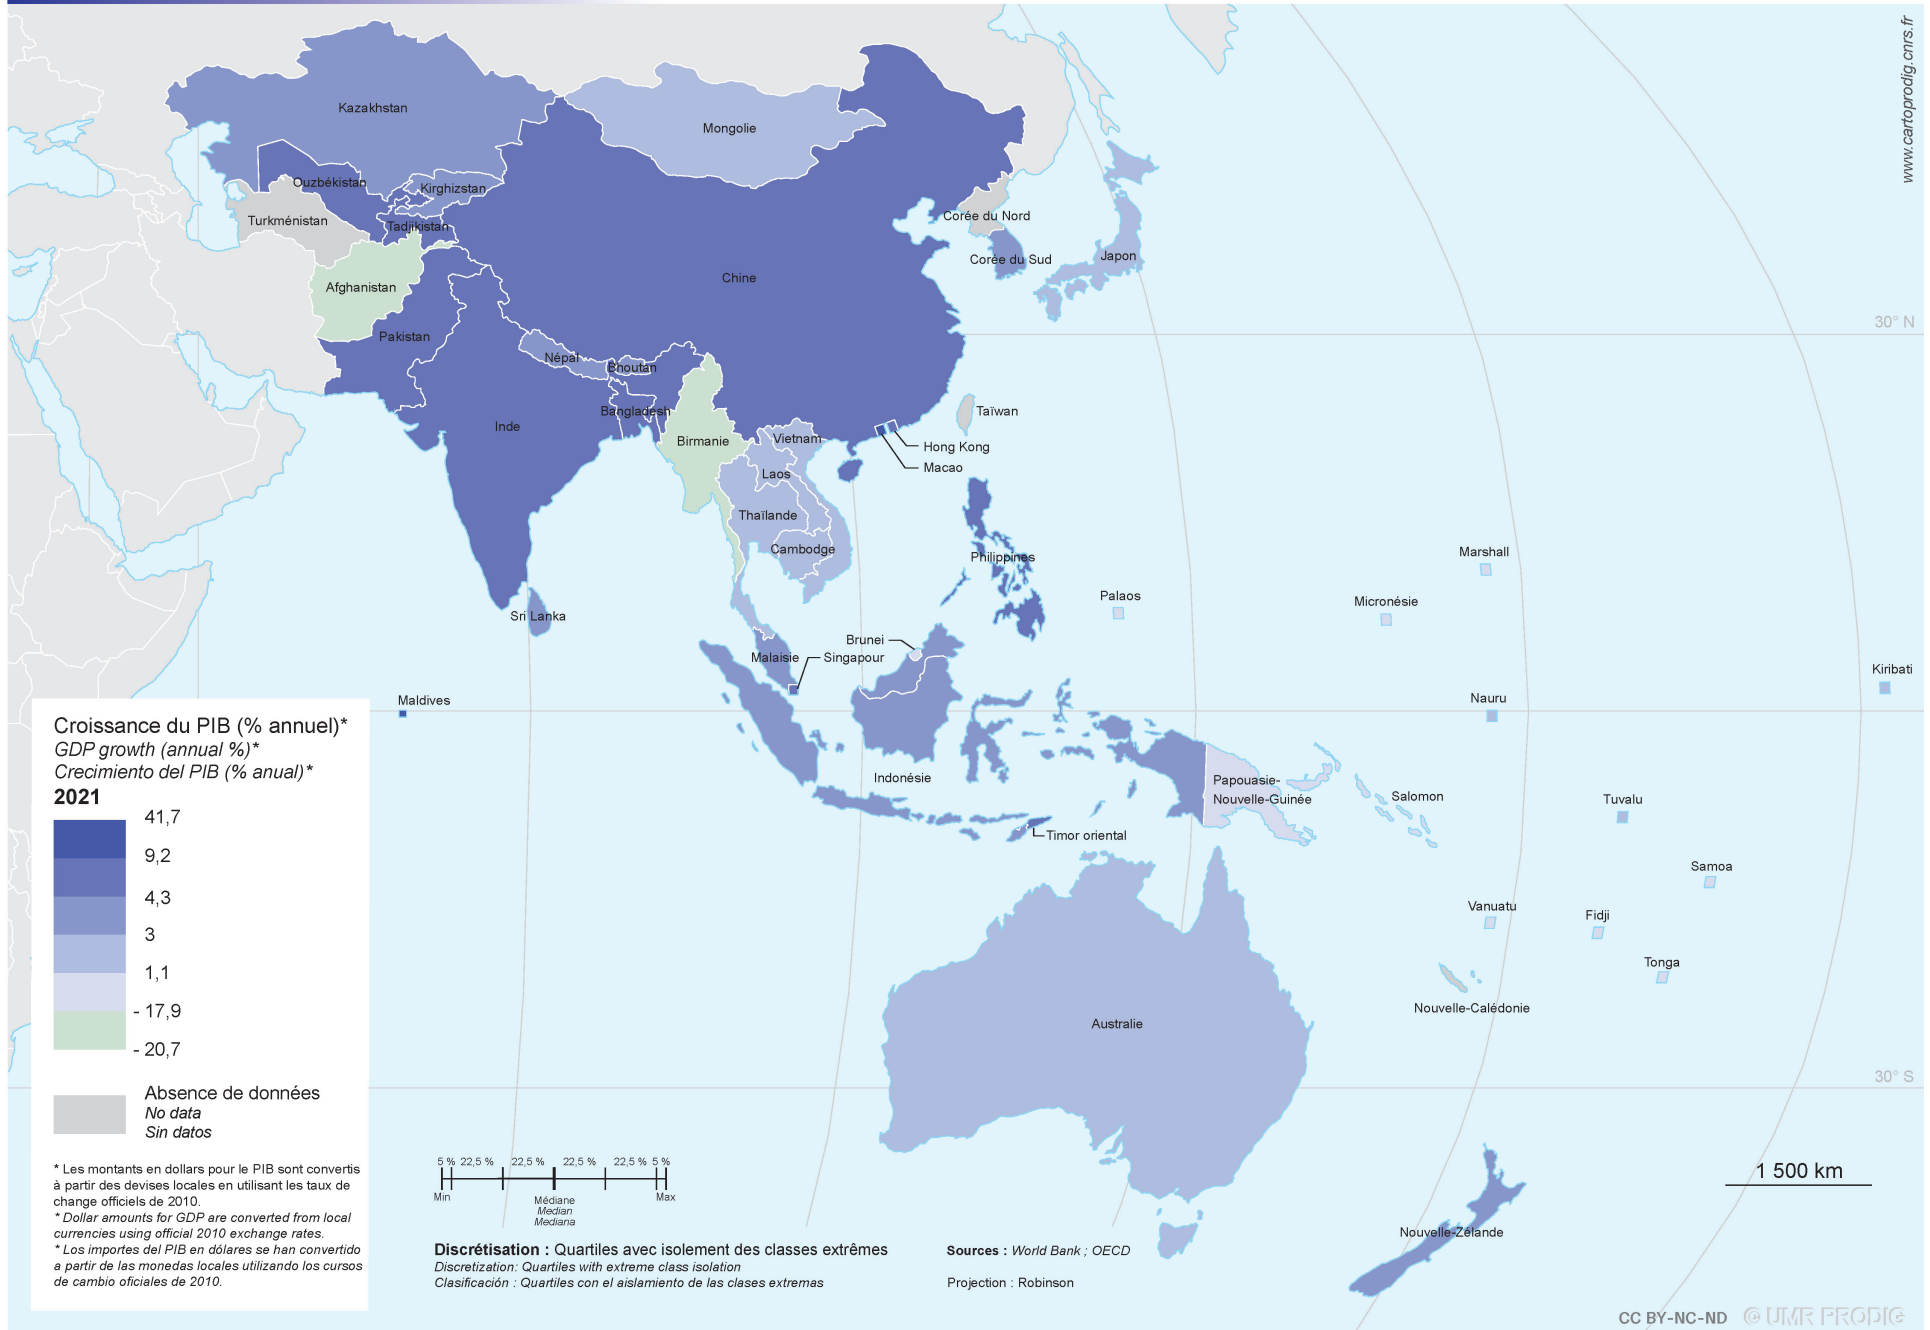 www.cartoprodig.cnrs.fr
Kazakhstan
Mongolie
Ouzbékistan
Kirghizstan
Turkménistan
Tadjikistan
Corée du Nord
Corée du Sud
Japon
Chine
Afghanistan
30° N
Pakistan
Népal
Bhoutan
Bangladesh
Taïwan
Inde
Birmanie
Vietnam
Hong Kong
Macao
Laos
Thaïlande
Cambodge
Philippines
Marshall
Palaos
Micronésie
Sri Lanka
Brunei
Malaisie
Singapour
Kiribati
Maldives
Nauru
Indonésie
Papouasie-
Nouvelle-Guinée
Salomon
Tuvalu
Timor oriental
Samoa
Vanuatu
Fidji
Tonga
Nouvelle-Calédonie
Australie
30° S
Nouvelle-Zélande
Croissance du PIB (% annuel)*
GDP growth (annual %)*
Crecimiento del PIB (% anual)*
2021
41,7
9,2
4,3
3
1,1
- 17,9
- 20,7
Absence de données
No data
Sin datos
* Les montants en dollars pour le PIB sont convertis
à partir des devises locales en utilisant les taux de
change officiels de 2010.
* Dollar amounts for GDP are converted from local
currencies using official 2010 exchange rates.
* Los importes del PIB en dólares se han convertido
a partir de las monedas locales utilizando los cursos
de cambio oficiales de 2010.
5 % 22,5 % 22,5 % 22,5 % 22,5 % 5 %
Min Max
Médiane
Median
Mediana
Discrétisation : Quartiles avec isolement des classes extrêmes
Discretization: Quartiles with extreme class isolation
Clasificación : Quartiles con el aislamiento de las clases extremas
Sources : World Bank ; OECD
Projection : Robinson
1 500 km
CC BY-NC-ND © UMR PRODIG